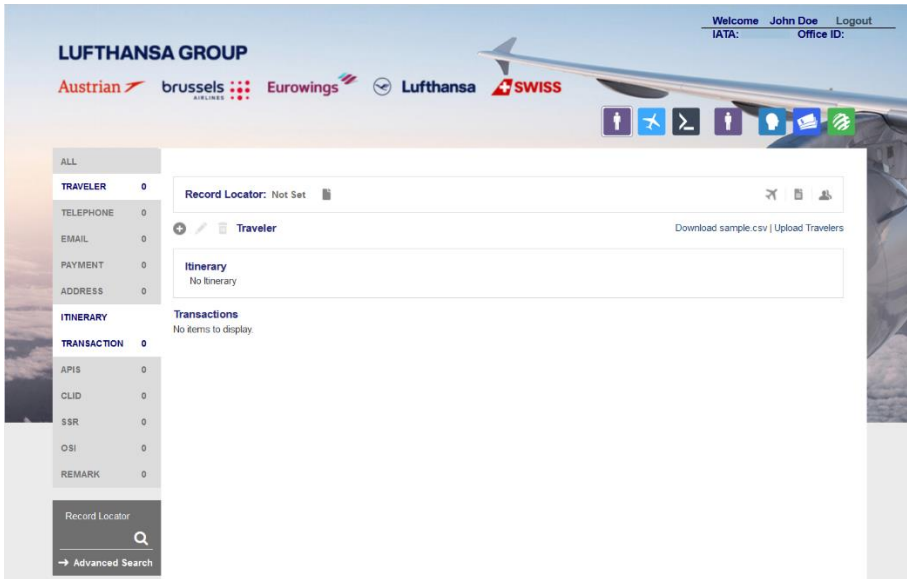 Welcome John Doe Logout
IATA: Office ID:
LUFTHANSA GROUP
Austrian brussels AIRLINES Eurowings Lufthansa SWISS
ALL
TRAVELER 0
TELEPHONE 0
EMAIL 0
PAYMENT 0
ADDRESS 0
ITINERARY
TRANSACTION 0
APIS 0
CLID 0
SSR 0
OSI 0
REMARK 0
Record Locator
Advanced Search
Record Locator: Not Set
Traveler
Download sample.csv | Upload Travelers
Itinerary
No Itinerary
Transactions
No items to display.